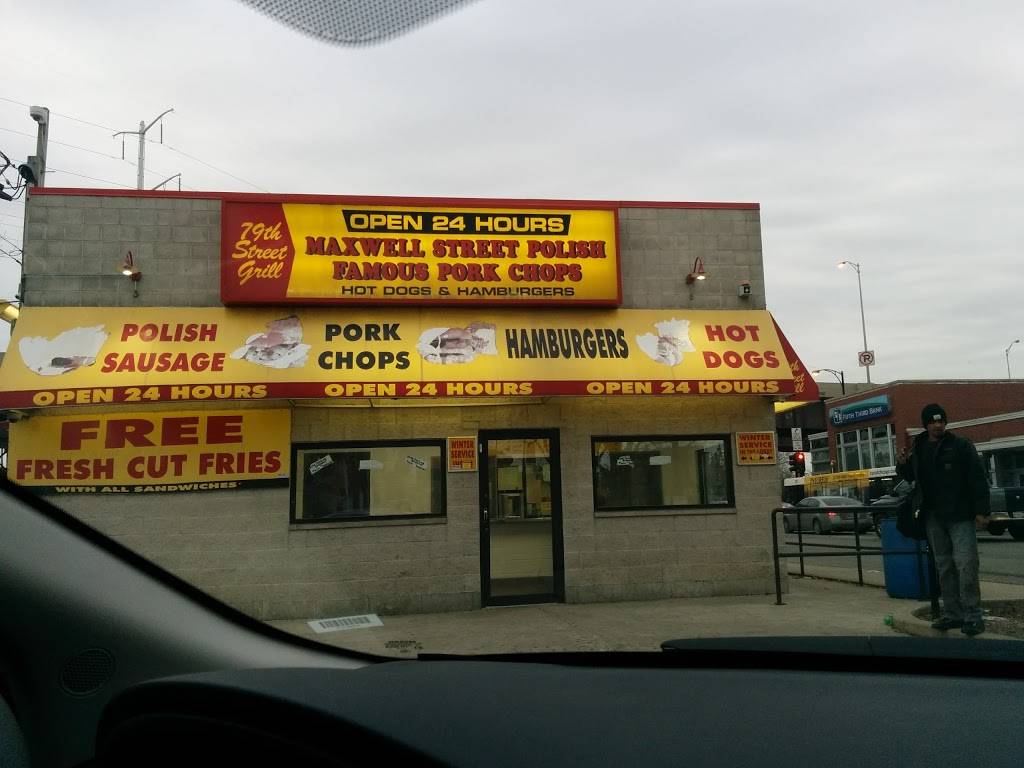 OPEN 24 HOURS
79th
Street
Grill
MAXWELL STREET POLISH
FAMOUS PORK CHOPS
HOT DOGS & HAMBURGERS
POLISH
SAUSAGE
PORK
CHOPS
HAMBURGERS
HOT
DOGS
OPEN 24 HOURS
OPEN 24 HOURS
OPEN 24 HOURS
FREE
FRESH CUT FRIES
WITH ALL SANDWICHES
WINTER
SERVICE
WINTER
SERVICE
FIFTH THIRD BANK
P